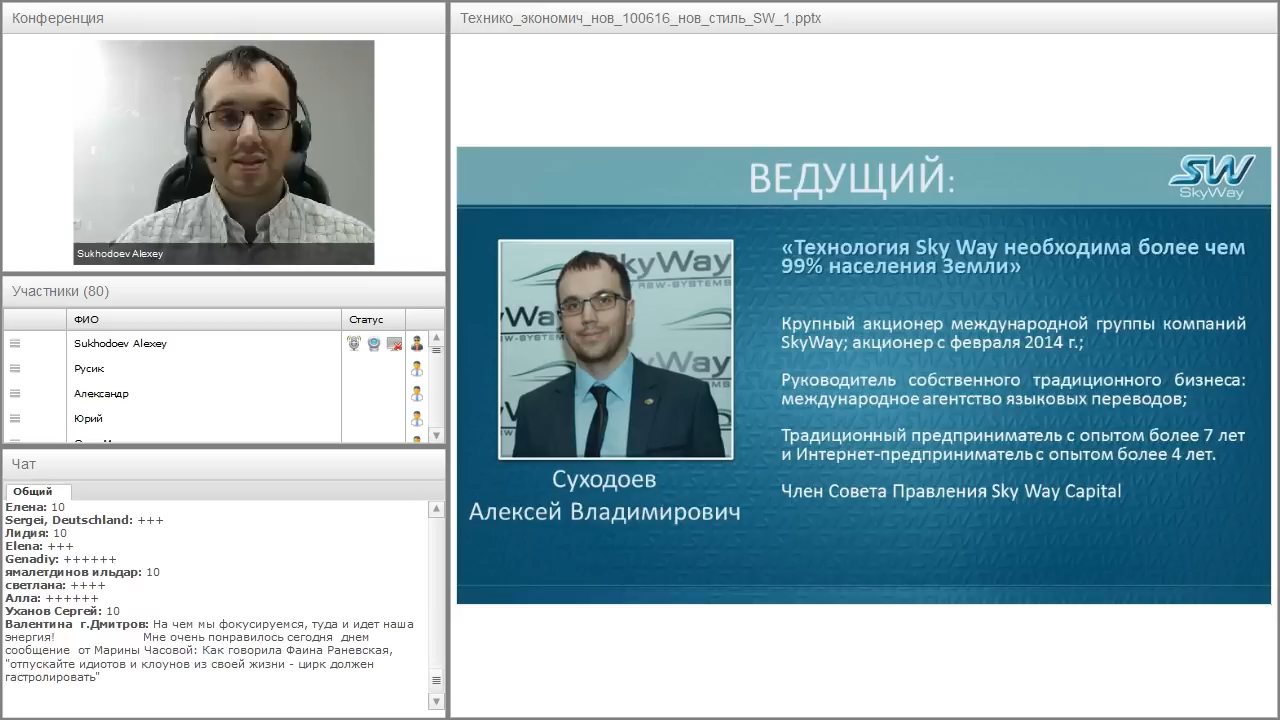 Конференция
Sukhodoev Alexey
Участники (80)
ФИО
Статус
Sukhodoev Alexey
Русик
Александр
Юрий
Чат
Общий
Елена: 10
Sergei, Deutschland: +++
Лидия: 10
Elena: +++
Genadiy: ++++++
ямалетдинов ильдар: 10
светлана: ++++
Алла: ++++++
Уханов Сергей: 10
Валентина г.Дмитров: На чем мы фокусируемся, туда и идет наша
энергия! Мне очень понравилось сегодня днем
сообщение от Марины Часовой: Как говорила Фаина Раневская,
"отпускайте идиотов и клоунов из своей жизни - цирк должен
гастролировать"
Технико_экономич_нов_100616_нов_стиль_SW_1.pptx
ВЕДУЩИЙ:
SW
SkyWay
«Технология Sky Way необходима более чем
99% населения Земли»
Крупный акционер международной группы компаний
SkyWay; акционер с февраля 2014 г.;
Руководитель собственного традиционного бизнеса:
международное агентство языковых переводов;
Традиционный предприниматель с опытом более 7 лет
и Интернет-предприниматель с опытом более 4 лет.
Член Совета Правления Sky Way Capital
SkyWay
RSW-SYSTEMS
Суходоев
Алексей Владимирович